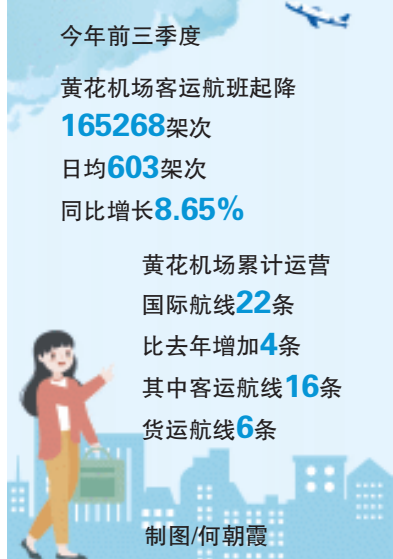 今年前三季度
黄花机场客运航班起降
165268架次
日均603架次
同比增长8.65%
黄花机场累计运营
国际航线22条
比去年增加4条
其中客运航线16条
货运航线6条
制图/何朝霞